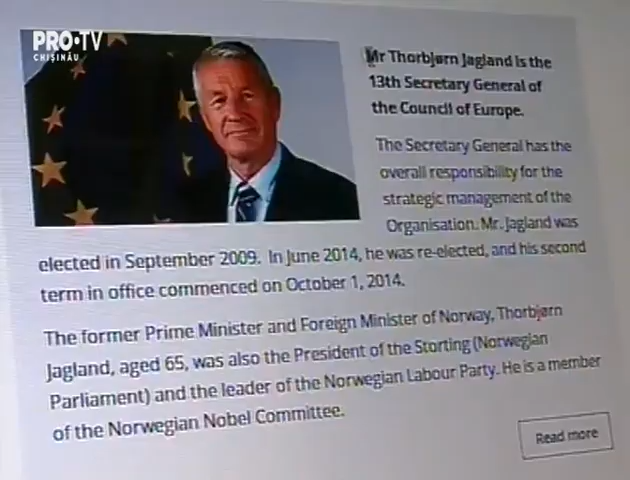 PRO·TV
CHIȘINĂU
Mr Thorbjørn Jagland is the
13th Secretary General of
the Council of Europe.
The Secretary General has the
overall responsibility for the
strategic management of the
Organisation. Mr. Jagland was
elected in September 2009. In June 2014, he was re-elected, and his second
term in office commenced on October 1, 2014.
The former Prime Minister and Foreign Minister of Norway, Thorbjørn
Jagland, aged 65, was also the President of the Storting (Norwegian
Parliament) and the leader of the Norwegian Labour Party. He is a member
of the Norwegian Nobel Committee.
Read more